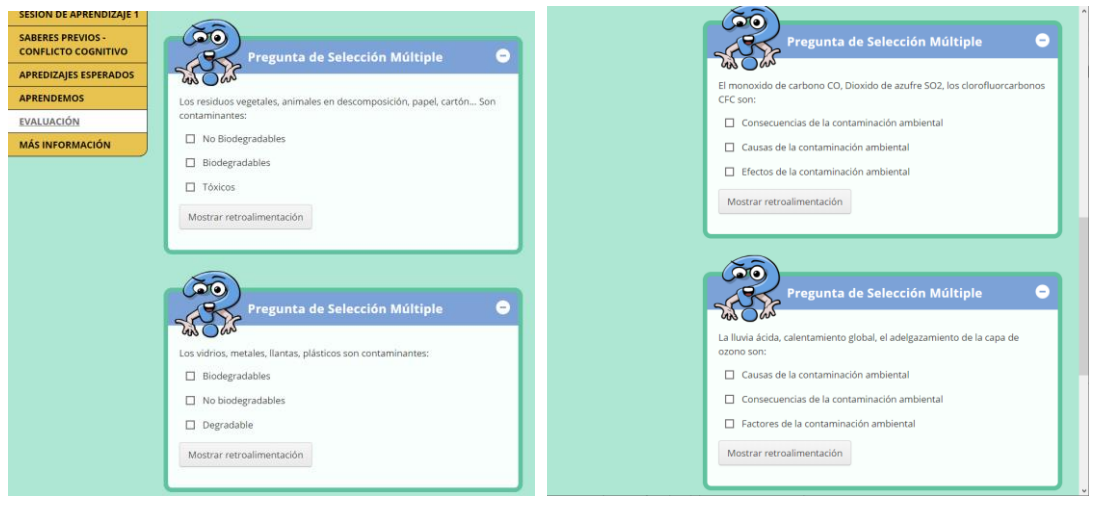 SESIÓN DE APRENDIZAJE 1
SABERES PREVIOS -
CONFLICTO COGNITIVO
APREDIZAJES ESPERADOS
APRENDEMOS
EVALUACIÓN
MÁS INFORMACIÓN
Pregunta de Selección Múltiple
Los residuos vegetales, animales en descomposición, papel, cartón... Son
contaminantes:
No Biodegradables
Biodegradables
Tóxicos
Mostrar retroalimentación
Pregunta de Selección Múltiple
Los vidrios, metales, llantas, plásticos son contaminantes:
Biodegradables
No biodegradables
Degradable
Mostrar retroalimentación
Pregunta de Selección Múltiple
El monoxido de carbono CO, Dioxido de azufre SO2, los clorofluorcarbonos
CFC son:
Consecuencias de la contaminación ambiental
Causas de la contaminación ambiental
Efectos de la contaminación ambiental
Mostrar retroalimentación
Pregunta de Selección Múltiple
La lluvia ácida, calentamiento global, el adelgazamiento de la capa de
ozono son:
Causas de la contaminación ambiental
Consecuencias de la contaminación ambiental
Factores de la contaminación ambiental
Mostrar retroalimentación